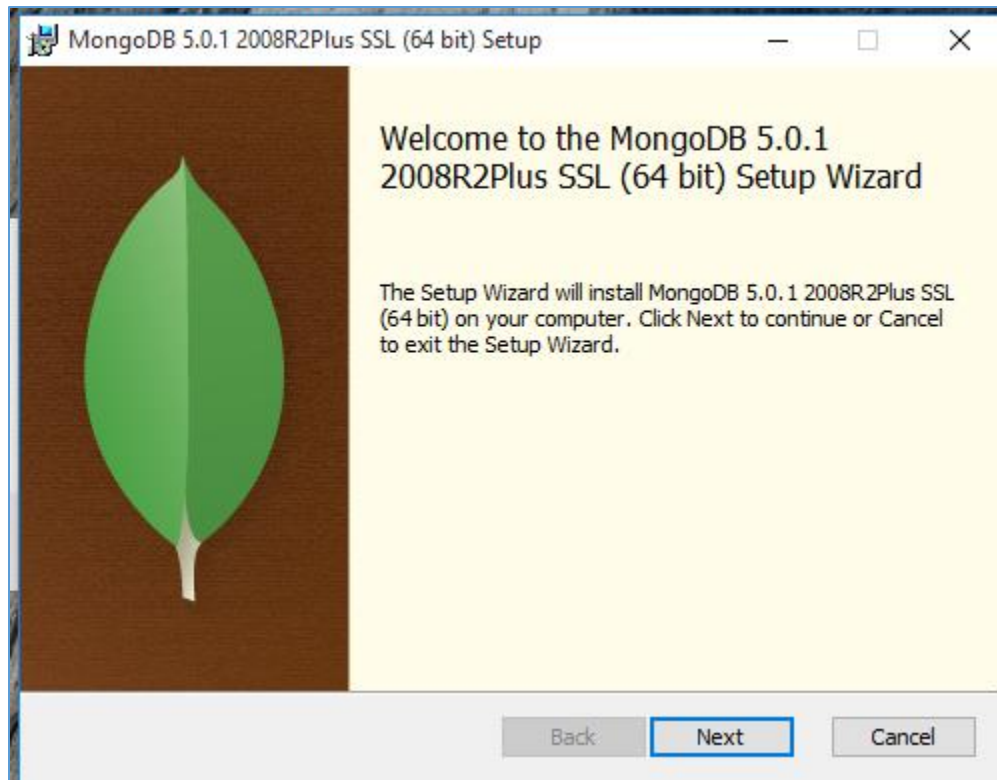 MongoDB 5.0.1 2008R2Plus SSL (64 bit) Setup
Welcome to the MongoDB 5.0.1
2008R2Plus SSL (64 bit) Setup Wizard
The Setup Wizard will install MongoDB 5.0.1 2008R2Plus SSL
(64 bit) on your computer. Click Next to continue or Cancel
to exit the Setup Wizard.
Back Next Cancel